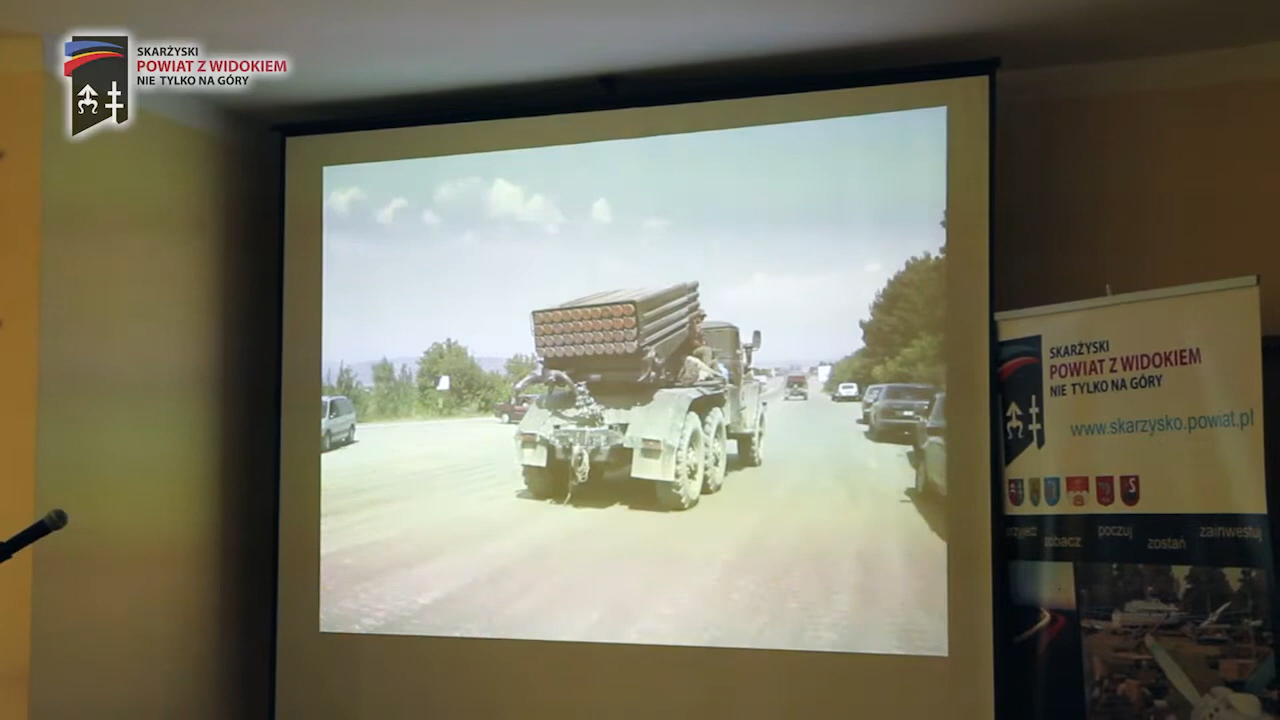 SKARŻYSKI
POWIAT Z WIDOKIEM
NIE TYLKO NA GÓRY
SKARŻYSKI
POWIAT Z WIDOKIEM
NIE TYLKO NA GÓRY
www.skarzysko.powiat.pl
zobacz poczuj zostań zainwestuj